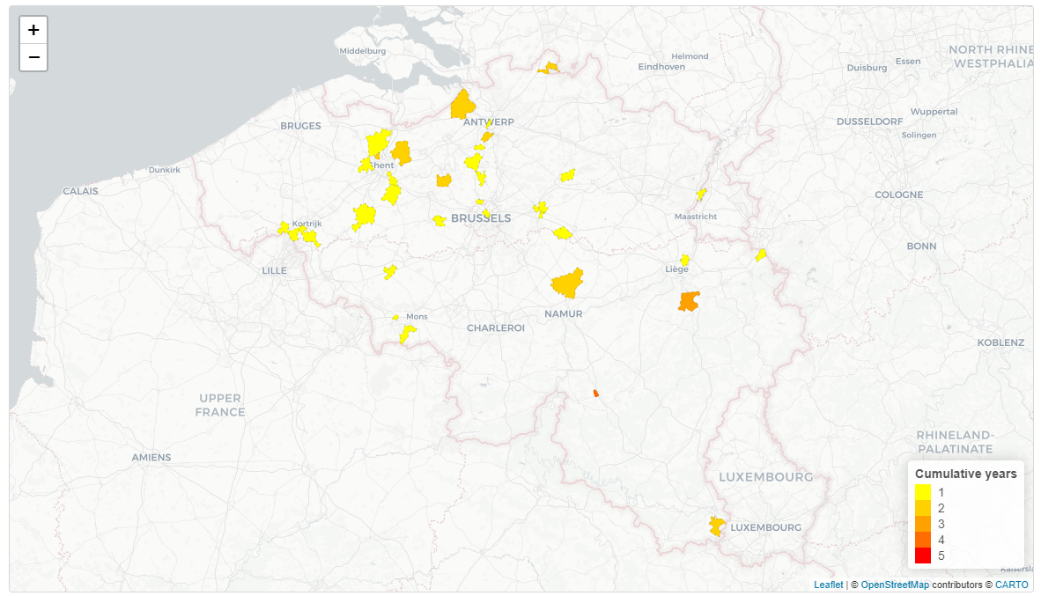 +
−
Middelburg
Helmond
Eindhoven
NORTH RHINE
WESTPHALIA
Duisburg
Essen
BRUGES
ANTWERP
Wuppertal
DUSSELDORF
Solingen
Dunkirk
CALAIS
COLOGNE
Kortrijk
BRUSSELS
Maastricht
BONN
LILLE
Liège
Mons
NAMUR
CHARLEROI
KOBLENZ
UPPER
FRANCE
RHINELAND-
PALATINATE
AMIENS
LUXEMBOURG
LUXEMBOURG
Cumulative years
1
2
3
4
5
Leaflet | © OpenStreetMap contributors © CARTO